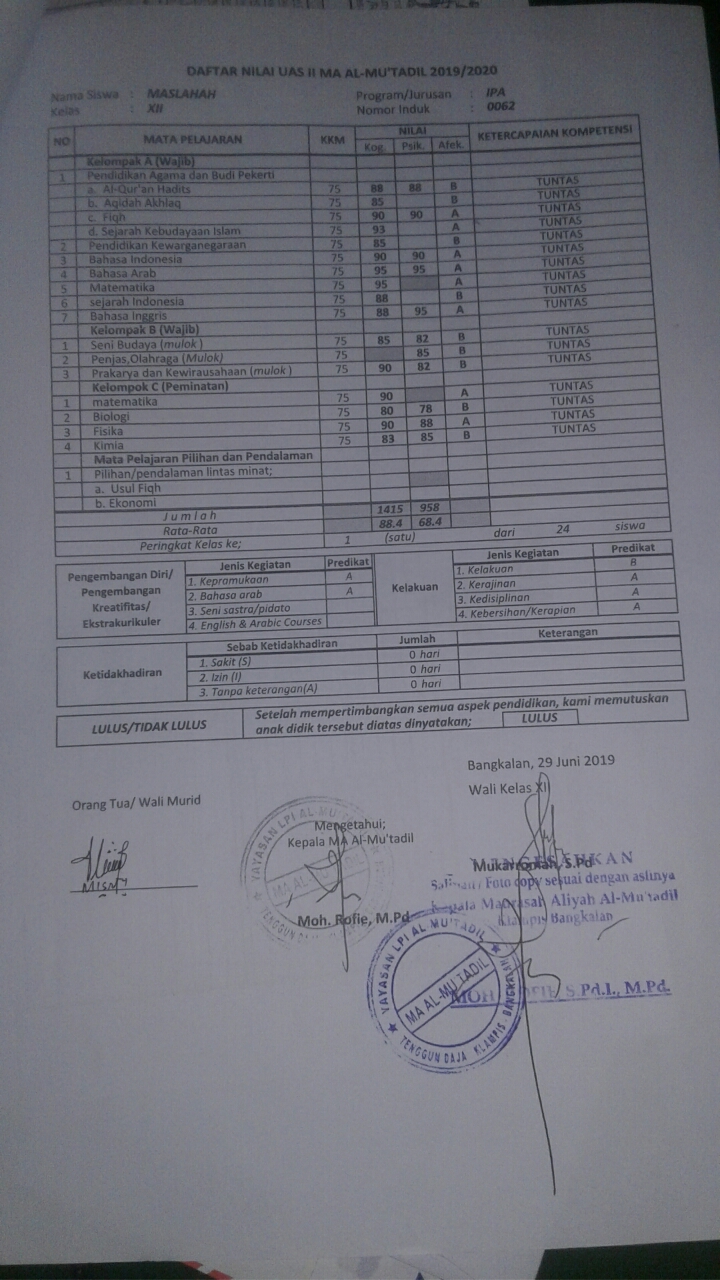 DAFTAR NILAI UAS II MA AL-MU'TADIL 2019/2020
Nama Siswa : MASLAHAH Program/Jurusan : IPA
Kelas : XII Nomor Induk : 0062
NO MATA PELAJARAN KKM NILAI KETERCAPAIAN KOMPETENSI
Kog. Psik. Afek.
Kelompak A (Wajib)
1 Pendidikan Agama dan Budi Pekerti
a. Al-Qur'an Hadits 75 88 88 B TUNTAS
b. Aqidah Akhlaq 75 85 B TUNTAS
c. Fiqh 75 90 90 A TUNTAS
d. Sejarah Kebudayaan Islam 75 93 A TUNTAS
2 Pendidikan Kewarganegaraan 75 85 B TUNTAS
3 Bahasa Indonesia 75 90 90 A TUNTAS
4 Bahasa Arab 75 95 95 A TUNTAS
5 Matematika 75 95 A TUNTAS
6 sejarah Indonesia 75 88 B TUNTAS
7 Bahasa Inggris 75 88 95 A TUNTAS
Kelompak B (Wajib)
1 Seni Budaya (mulok) 75 85 82 B TUNTAS
2 Penjas,Olahraga (Mulok) 75 85 B TUNTAS
3 Prakarya dan Kewirausahaan (mulok) 75 90 82 B TUNTAS
Kelompok C (Peminatan)
1 matematika 75 90 A TUNTAS
2 Biologi 75 80 78 B TUNTAS
3 Fisika 75 90 88 A TUNTAS
4 Kimia 75 83 85 B TUNTAS
Mata Pelajaran Pilihan dan Pendalaman
1 Pilihan/pendalaman lintas minat;
a. Usul Fiqh
b. Ekonomi
Jumlah 1415 958
Rata-Rata 88.4 68.4
Peringkat Kelas ke; 1 (satu) dari 24 siswa
Pengembangan Diri/ Pengembangan Kreatifitas/ Ekstrakurikuler
Jenis Kegiatan Predikat
1. Kepramukaan A
2. Bahasa arab A
3. Seni sastra/pidato
4. English & Arabic Courses
Kelakuan
Jenis Kegiatan Predikat
1. Kelakuan B
2. Kerajinan A
3. Kedisiplinan A
4. Kebersihan/Kerapian A
Ketidakhadiran
Sebab Ketidakhadiran Jumlah Keterangan
1. Sakit (S) 0 hari
2. Izin (I) 0 hari
3. Tanpa keterangan(A) 0 hari
LULUS/TIDAK LULUS
Setelah mempertimbangkan semua aspek pendidikan, kami memutuskan
anak didik tersebut diatas dinyatakan; LULUS
Bangkalan, 29 Juni 2019
Orang Tua/ Wali Murid
Wali Kelas XII
Mengetahui;
Kepala MA Al-Mu'tadil
Moh. Rofie, M.Pd
YAYASAN LPI AL-MU'TADIL
MA AL-MU'TADIL
Foto copy sesuai dengan aslinya
Kepala Madrasah Aliyah Al-Mu'tadil
Klampis Bangkalan
YAYASAN LPI AL-MU'TADIL
MA AL-MU'TADIL
TENGGUN DAJA KLAMPIS - BANGKALAN
MOH S.Pd.I., M.Pd.